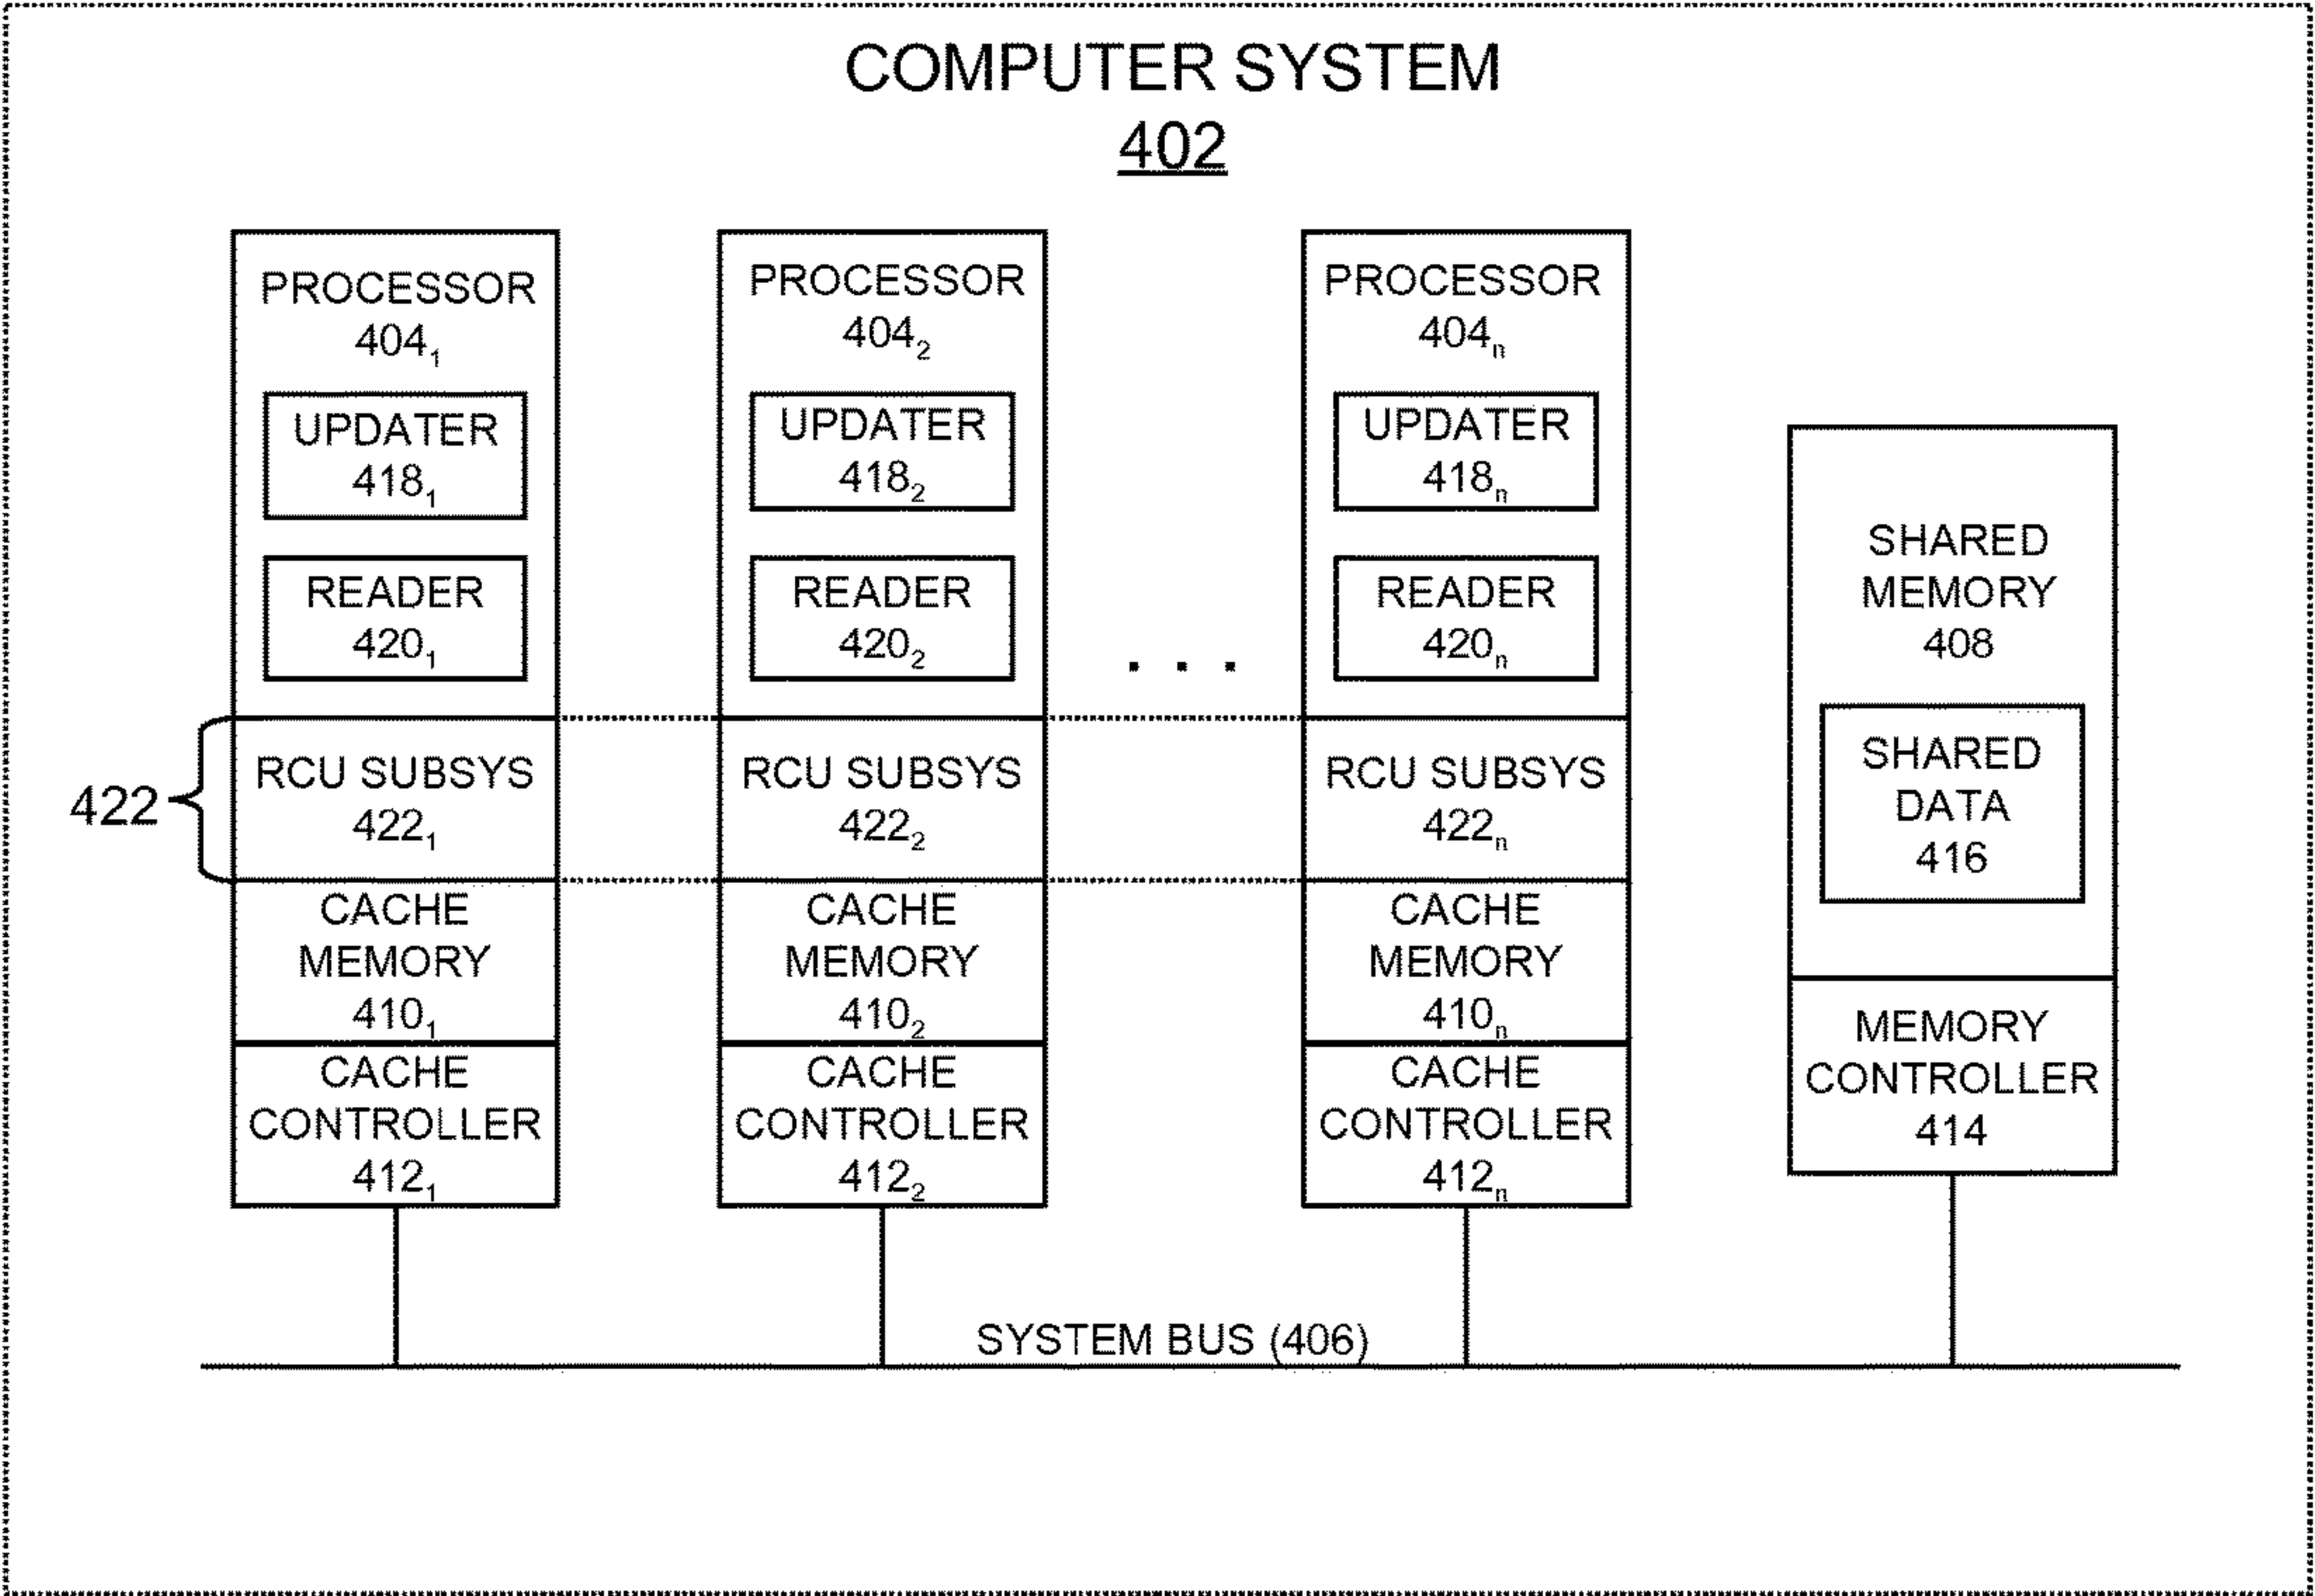 COMPUTER SYSTEM
402
PROCESSOR
404₁
UPDATER
418₁
READER
420₁
422
RCU SUBSYS
422₁
CACHE
MEMORY
410₁
CACHE
CONTROLLER
412₁
PROCESSOR
404₂
UPDATER
418₂
READER
420₂
RCU SUBSYS
422₂
CACHE
MEMORY
410₂
CACHE
CONTROLLER
412₂
. . .
PROCESSOR
404ₙ
UPDATER
418ₙ
READER
420ₙ
RCU SUBSYS
422ₙ
CACHE
MEMORY
410ₙ
CACHE
CONTROLLER
412ₙ
SHARED
MEMORY
408
SHARED
DATA
416
MEMORY
CONTROLLER
414
SYSTEM BUS (406)